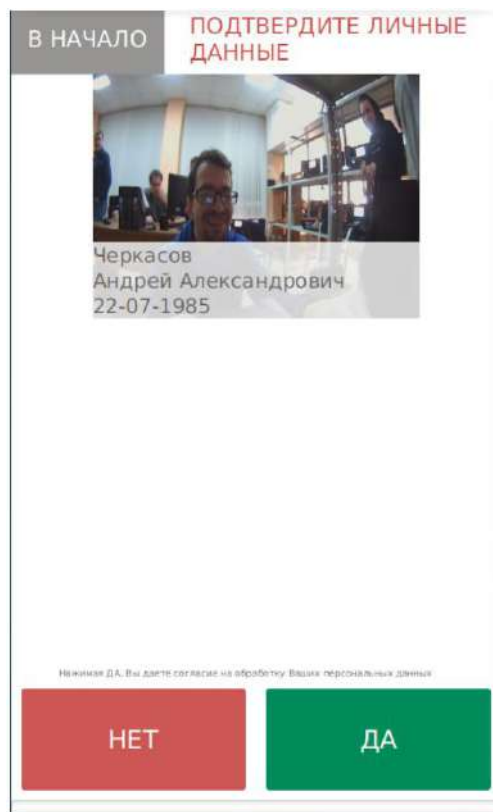 В НАЧАЛО
ПОДТВЕРДИТЕ ЛИЧНЫЕ
ДАННЫЕ
Черкасов
Андрей Александрович
22-07-1985
Нажимая ДА, Вы даете согласие на обработку Ваших персональных данных
НЕТ
ДА